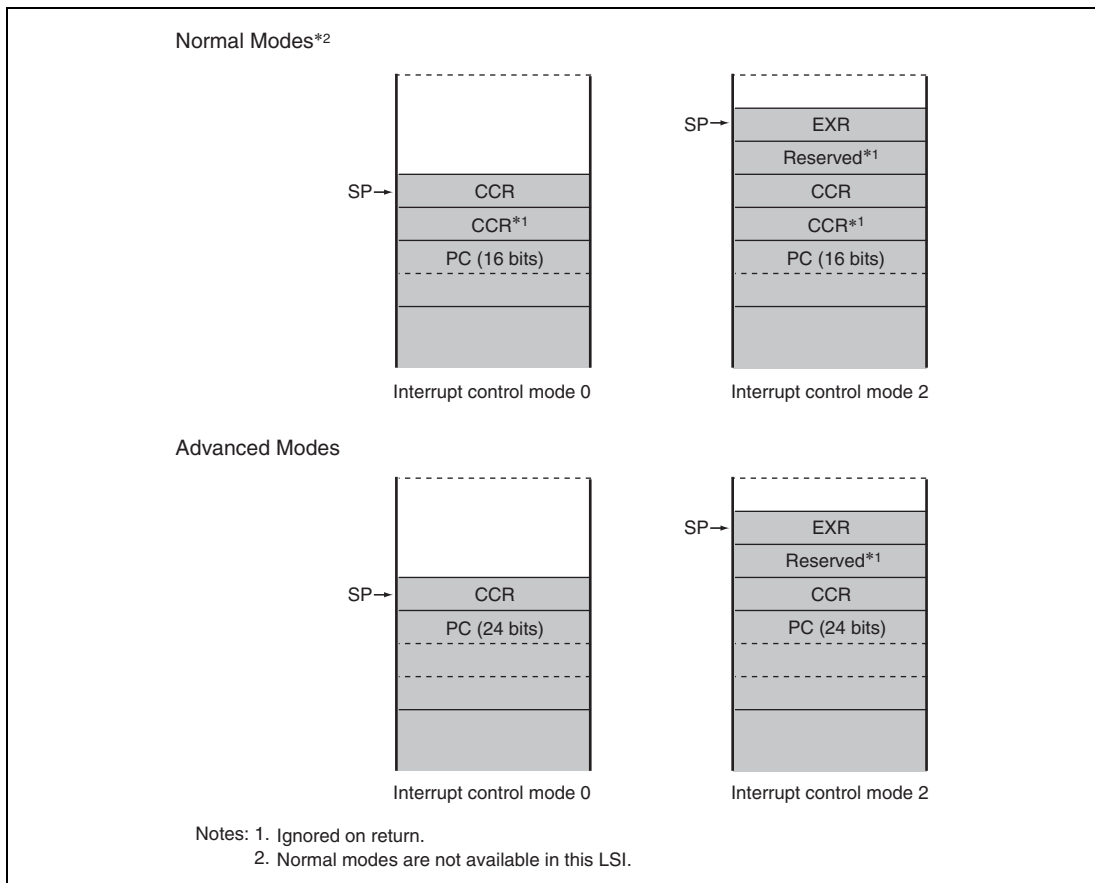 Normal Modes*2
SP→
CCR
CCR*1
PC (16 bits)
Interrupt control mode 0
SP→
EXR
Reserved*1
CCR
CCR*1
PC (16 bits)
Interrupt control mode 2
Advanced Modes
SP→
CCR
PC (24 bits)
Interrupt control mode 0
SP→
EXR
Reserved*1
CCR
PC (24 bits)
Interrupt control mode 2
Notes: 1. Ignored on return.
2. Normal modes are not available in this LSI.